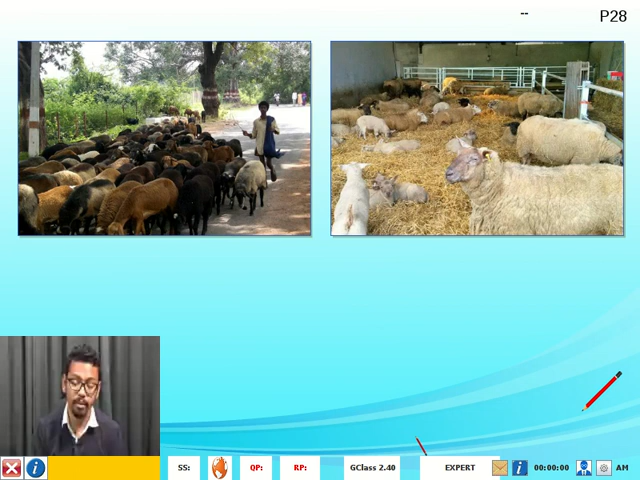 --
P28
SS:
QP:
RP:
GClass 2.40
EXPERT
00:00:00
AM